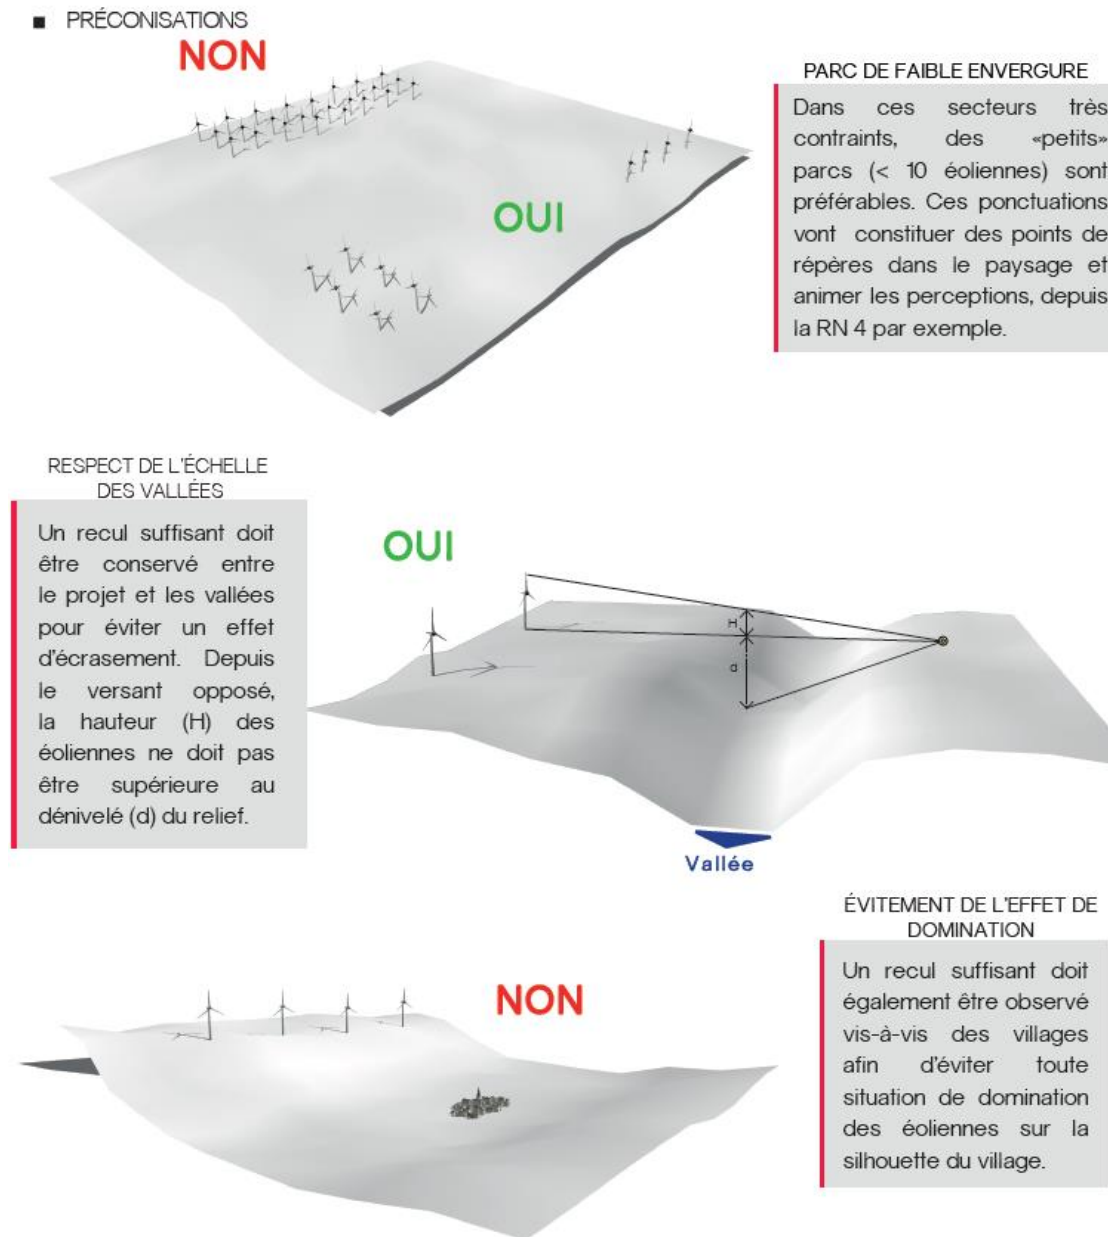 ■ PRÉCONISATIONS
NON
PARC DE FAIBLE ENVERGURE
Dans ces secteurs très
contraints, des «petits»
parcs (< 10 éoliennes) sont
préférables. Ces ponctuations
vont constituer des points de
répères dans le paysage et
animer les perceptions, depuis
la RN 4 par exemple.
OUI
RESPECT DE L'ÉCHELLE
DES VALLÉES
Un recul suffisant doit
être conservé entre
le projet et les vallées
pour éviter un effet
d'écrasement. Depuis
le versant opposé,
la hauteur (H) des
éoliennes ne doit pas
être supérieure au
dénivelé (d) du relief.
OUI
H
d
Vallée
ÉVITEMENT DE L'EFFET DE
DOMINATION
Un recul suffisant doit
également être observé
vis-à-vis des villages
afin d'éviter toute
situation de domination
des éoliennes sur la
silhouette du village.
NON